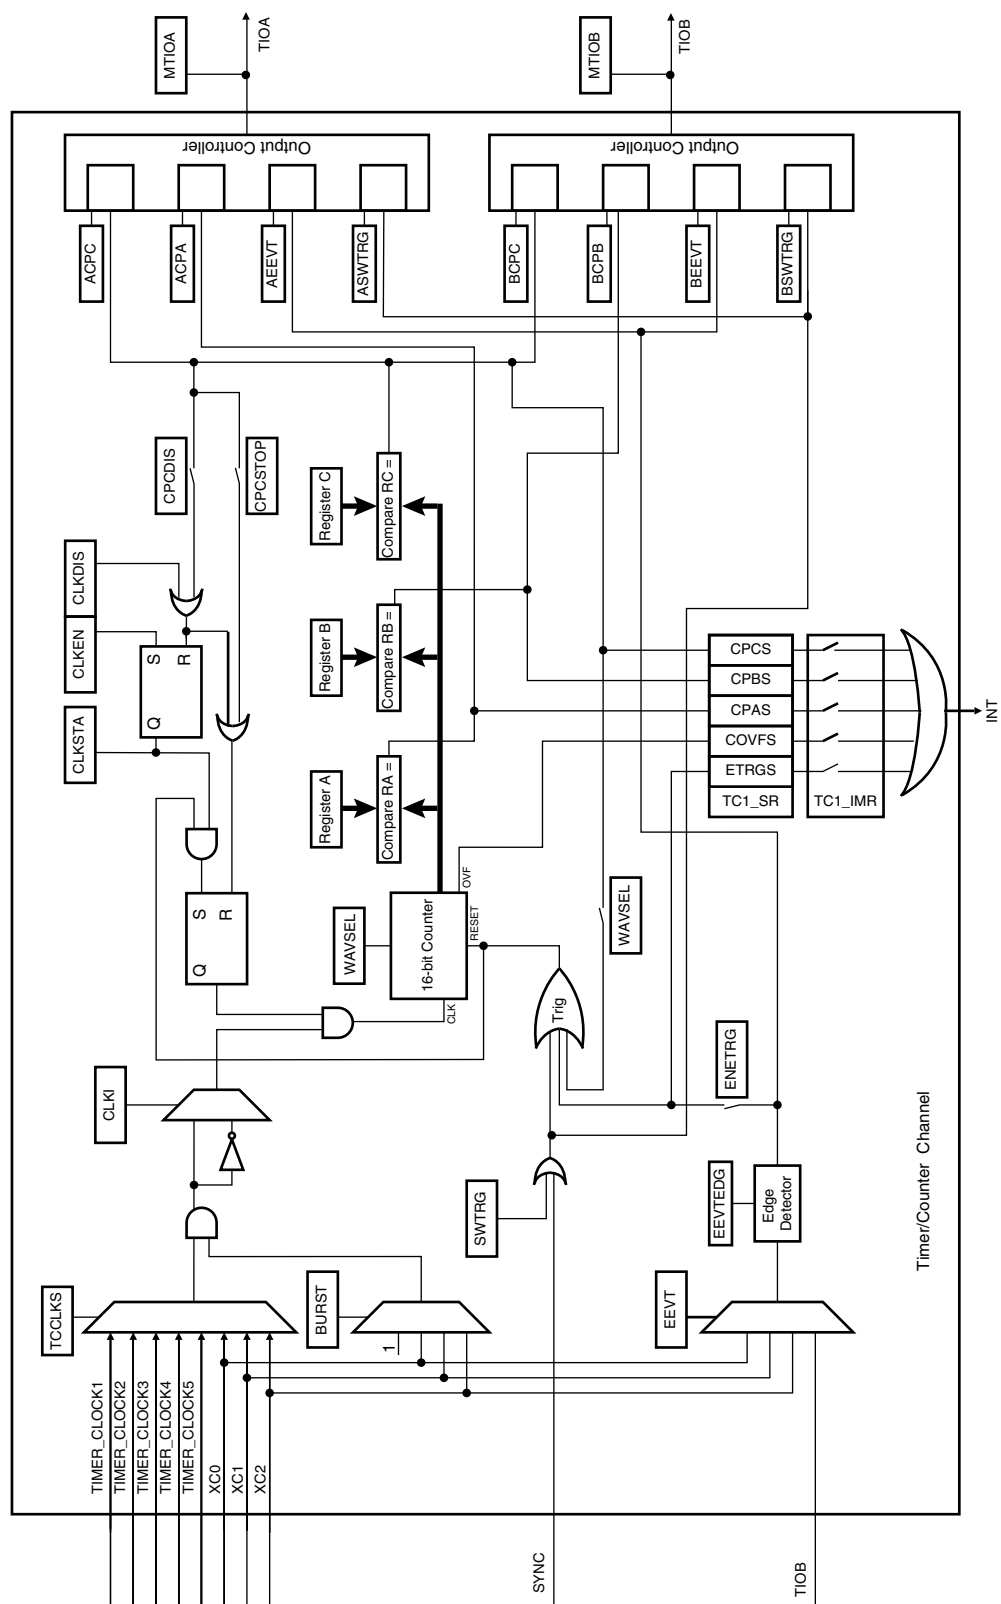 TCCLKS
TIMER_CLOCK1
TIMER_CLOCK2
TIMER_CLOCK3
TIMER_CLOCK4
TIMER_CLOCK5
XC0
XC1
XC2
CLKI
CLKSTA
CLKEN
CLKDIS
Q
S
R
Q
S
R
CPCDIS
CPCSTOP
ACPC
ACPA
AEEVT
ASWTRG
Output Controller
MTIOA
TIOA
BURST
1
Register A
Register B
Register C
Compare RA =
Compare RB =
Compare RC =
WAVSEL
16-bit Counter
CLK
RESET
OVF
SWTRG
SYNC
Trig
WAVSEL
BCPC
BCPB
BEEVT
BSWTRG
Output Controller
MTIOB
TIOB
EEVT
EEVTEDG
Edge
Detector
ENETRG
TIOB
CPCS
CPBS
CPAS
COVFS
ETRGS
TC1_SR
TC1_IMR
INT
Timer/Counter Channel